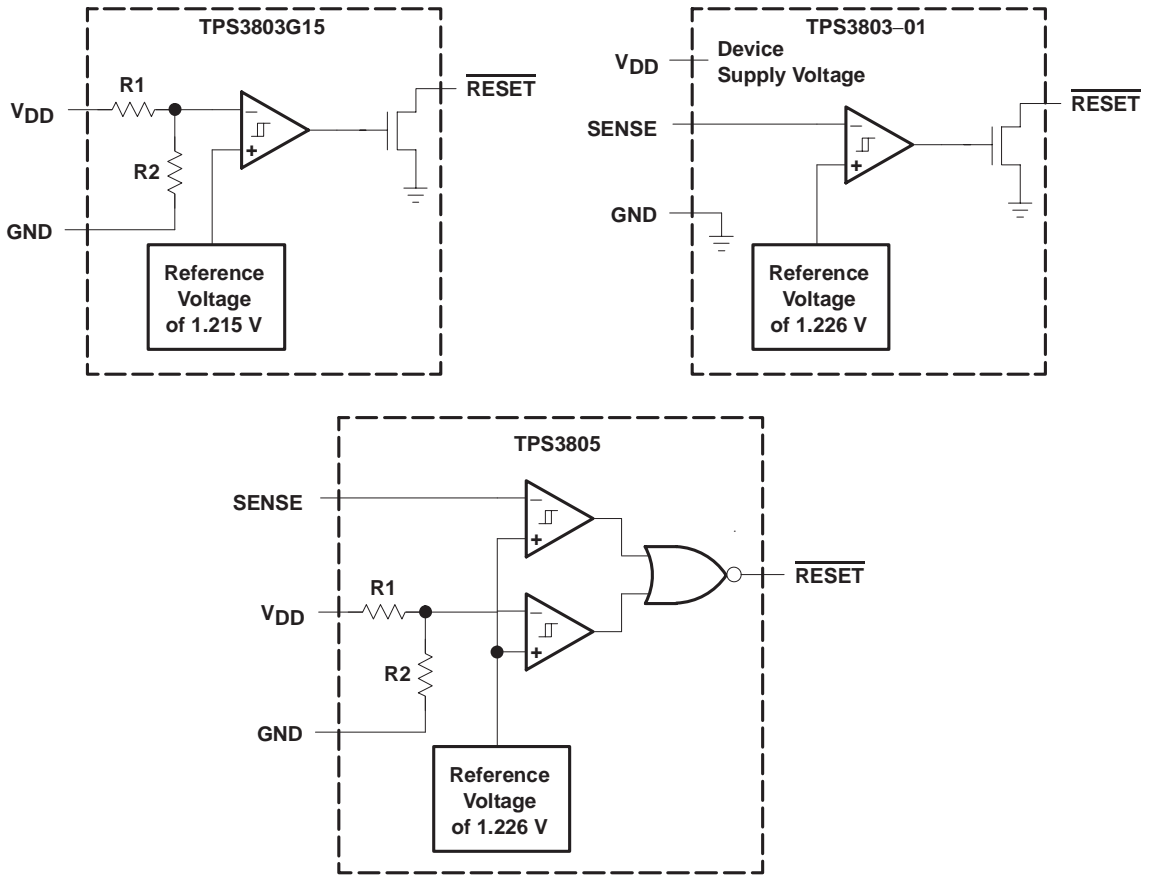 TPS3803G15
R1
VDD
R2
GND
−
+
RESET
Reference
Voltage
of 1.215 V
TPS3803−01
VDD
Device
Supply Voltage
SENSE
GND
−
+
RESET
Reference
Voltage
of 1.226 V
TPS3805
SENSE
−
+
R1
VDD
R2
GND
−
+
RESET
Reference
Voltage
of 1.226 V